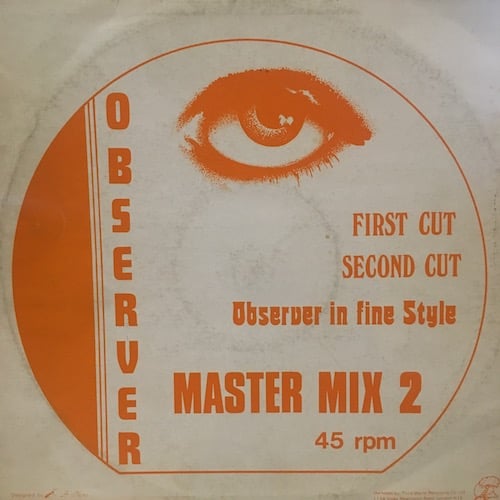 OBSERVER
FIRST CUT
SECOND CUT
Observer in fine Style
MASTER MIX 2
45 rpm